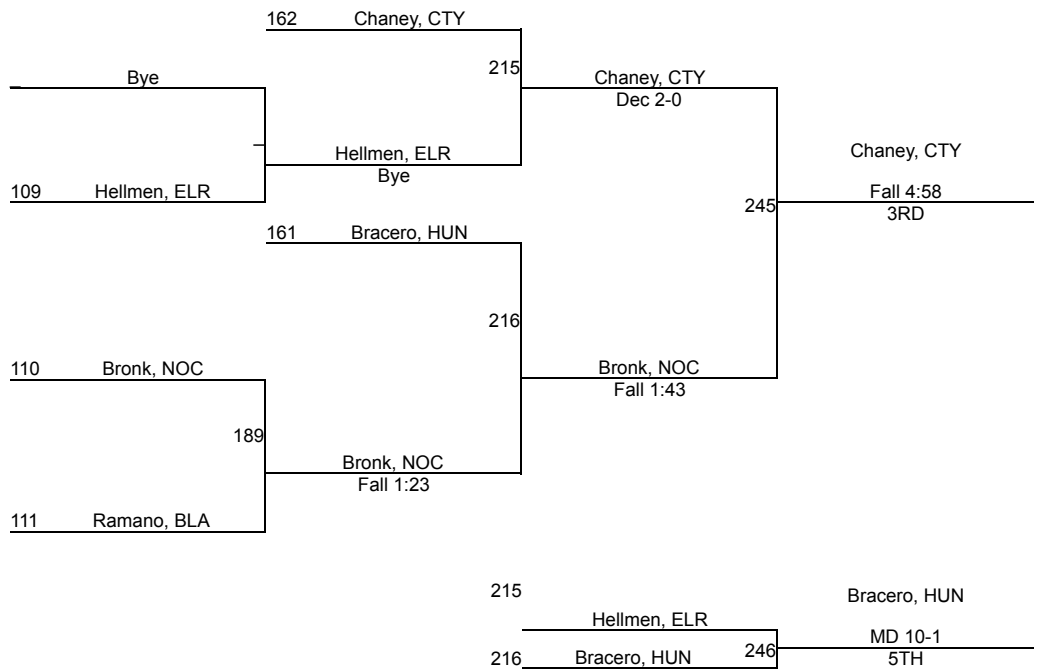 162 Chaney, CTY
215
_ Bye
Chaney, CTY
Dec 2-0
_
Hellmen, ELR
Bye
Chaney, CTY
109 Hellmen, ELR
245
Fall 4:58
3RD
161 Bracero, HUN
216
110 Bronk, NOC
Bronk, NOC
Fall 1:43
189
Bronk, NOC
Fall 1:23
111 Ramano, BLA
215
Hellmen, ELR
Bracero, HUN
216 Bracero, HUN
246
MD 10-1
5TH